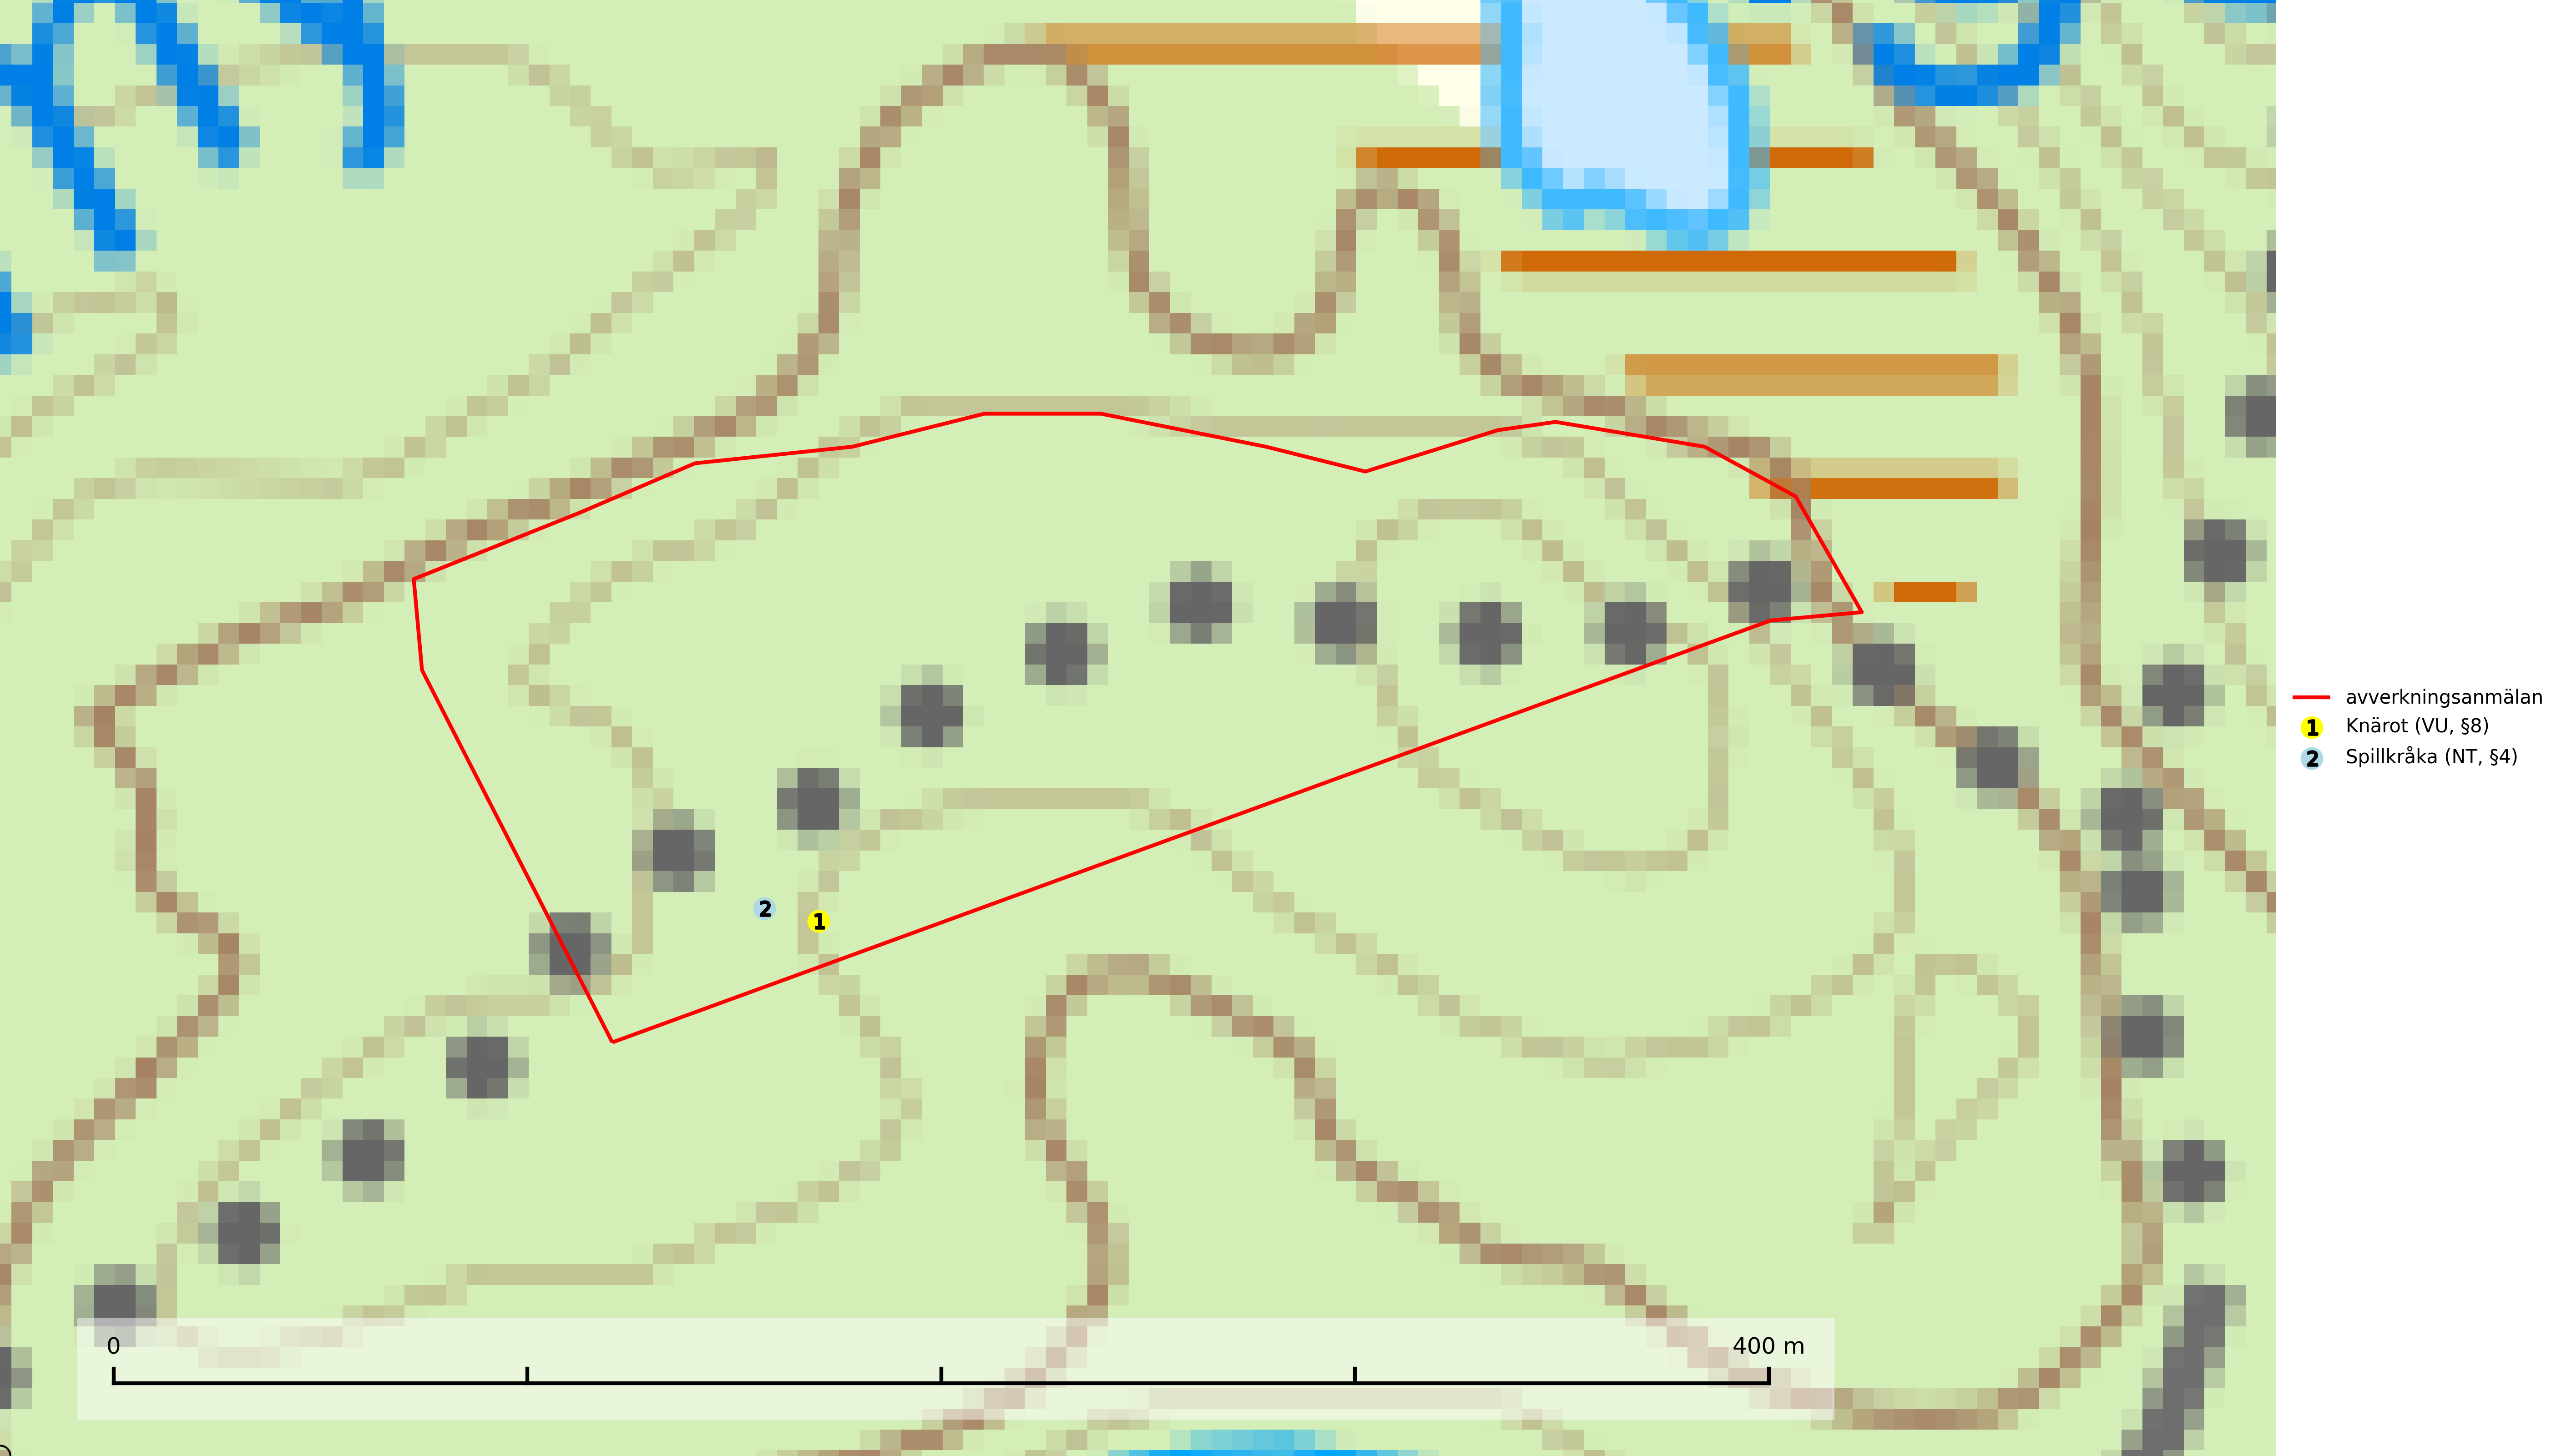 avverkningsanmälan
1 Knärot (VU, §8)
2 Spillkråka (NT, §4)
2
1
0
400 m